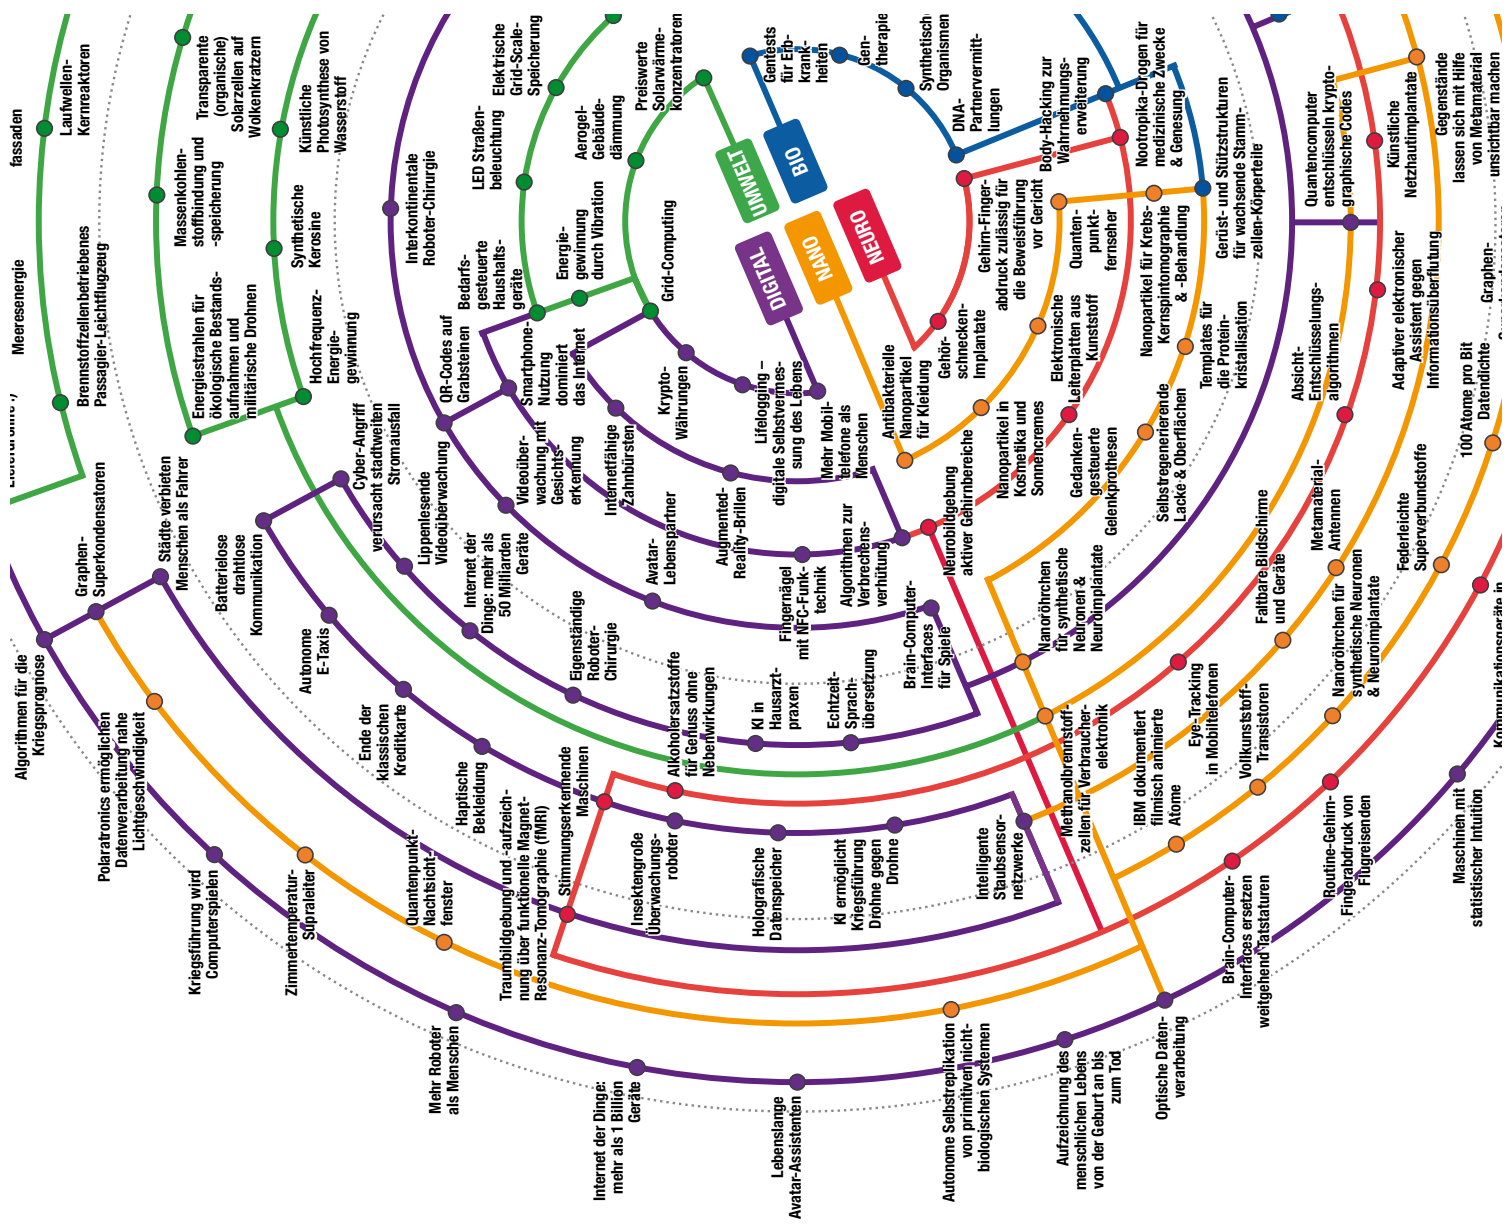 fassaden
Laufwellen-
Kernreaktoren
Meeresenergie
Brennstoffzellenbetriebenes
Passagier-Leichtflugzeug
Transparente
(organische)
Solarzellen auf
Wolkenkratzern
Massenkohlen-
stoffbindung und
-speicherung
Energiestrahlen für
ökologische Bestands-
aufnahmen und
militärische Drohnen
Künstliche
Photosynthese von
Wasserstoff
Synthetische
Kerosine
Hochfrequenz-
Energie-
gewinnung
Interkontinentale
Roboter-Chirurgie
LED Straßen-
beleuchtung
Elektrische
Grid-Scale-
Speicherung
Bedarfs-
gesteuerte
Haushalts-
geräte
Energie-
gewinnung
durch Vibration
Aerogel-
Gebäude-
dämmung
Preiswerte
Solarwärme-
konzentratoren
Grid-Computing
UMWELT
BIO
DIGITAL
NANO
NEURO
Gentests
für Erb-
krank-
heiten
Gen-
therapie
Synthetisch
Organismen
DNA-
Partnervermitt-
lungen
Body-Hacking zur
Wahrnehmungs-
erweiterung
Nootropika-Drogen für
medizinische Zwecke
& Genesung
Gehirn-Finger-
abdruck zulässig für
die Beweisführung
vor Gericht
Quanten-
punkt-
fernseher
Nanopartikel für Krebs-
Kernspintomographie
& -Behandlung
Gerüst- und Stützstrukturen
für wachsende Stamm-
zellen-Körperteile
Quantencomputer
entschlüsseln krypto-
graphische Codes
Künstliche
Netzhautimplantate
Gegenstände
lassen sich mit Hilfe
von Metamaterial
unsichtbar machen
QR-Codes auf
Grabsteinen
Smartphone-
Nutzung
dominiert
das Internet
Krypto-
Währungen
Lifelogging –
digitale Selbstvermes-
sung des Lebens
Mehr Mobil-
telefone als
Menschen
Antibakterielle
Nanopartikel
für Kleidung
Gehör-
schnecken-
Implantate
Elektronische
Leiterplatten aus
Kunststoff
Templates für
die Protein-
kristallisation
Absicht-
Entschlüsselungs-
algorithmen
Adaptiver elektronischer
Assistent gegen
Informationsüberflutung
Graphen-
100 Atome pro Bit
Datendichte
Graphen-
Superkondensatoren
Städte verbieten
Menschen als Fahrer
Batterielose
drahtlose
Kommunikation
Cyber-Angriff
verursacht stadtweiten
Stromausfall
Lippenlesende
Videoüberwachung
Internet der
Dinge: mehr als
50 Milliarden
Geräte
Videoüber-
wachung mit
Gesichts-
erkennung
Internetfähige
Zahnbürsten
Avatar-
Lebenspartner
Augmented-
Reality-Brillen
Fingernägel
mit NFC-Funk-
technik
Algorithmen zur
Verbrechens-
verhütung
Neurobildgebung
aktiver Gehirnbereiche
Nanopartikel in
Kosmetika und
Sonnencremes
Gedanken-
gesteuerte
Gelenkprothesen
Selbstregenerierende
Lacke & Oberflächen
Faltbare Bildschirme
und Geräte
Metamaterial-
Antennen
Federleichte
Superverbundstoffe
Autonome
E-Taxis
Eigenständige
Roboter-
Chirurgie
Brain-Computer-
Interfaces
für Spiele
Nanoröhrchen
für synthetische
Neuronen &
Neuroimplantate
Nanoröhrchen für
synthetische Neuronen
& Neuroimplantate
Algorithmen für die
Kriegsprognose
Polaratronics ermöglichen
Datenverarbeitung nahe
Lichtgeschwindigkeit
Ende der
klassischen
Kreditkarte
Haptische
Bekleidung
Stimmungserkennende
Maschinen
Alkoholersatzstoffe
für Genuss ohne
Nebenwirkungen
KI in
Hausarzt-
praxen
Echtzeit-
Sprach-
übersetzung
Methanolbrennstoff-
zellen für Verbraucher-
elektronik
IBM dokumentiert
filmisch animierte
Atome
Eye-Tracking
in Mobiltelefonen
Vollkunststoff-
Transistoren
Kommunikationsgeräte in
Kriegsführung wird
Computerspielen
Zimmertemperatur-
Supraleiter
Quantenpunkt-
Nachtsicht-
fenster
Traumbildgebung und -aufzeich-
nung über funktionelle Magnet-
Resonanz-Tomographie (fMRI)
Insektengroße
Überwachungs-
roboter
Holografische
Datenspeicher
KI ermöglicht
Kriegsführung
Drohne gegen
Drohne
Intelligente
Staubsensor-
netzwerke
Brain-Computer-
Interfaces ersetzen
weitgehend Tatstaturen
Routine-Gehirn-
Fingerabdruck von
Flugreisenden
Maschinen mit
statistischer Intuition
Mehr Roboter
als Menschen
Internet der Dinge:
mehr als 1 Billion
Geräte
Lebenslange
Avatar-Assistenten
Autonome Selbstreplikation
von primitiven nicht-
biologischen Systemen
Aufzeichnung des
menschlichen Lebens
von der Geburt an bis
zum Tod
Optische Daten-
verarbeitung